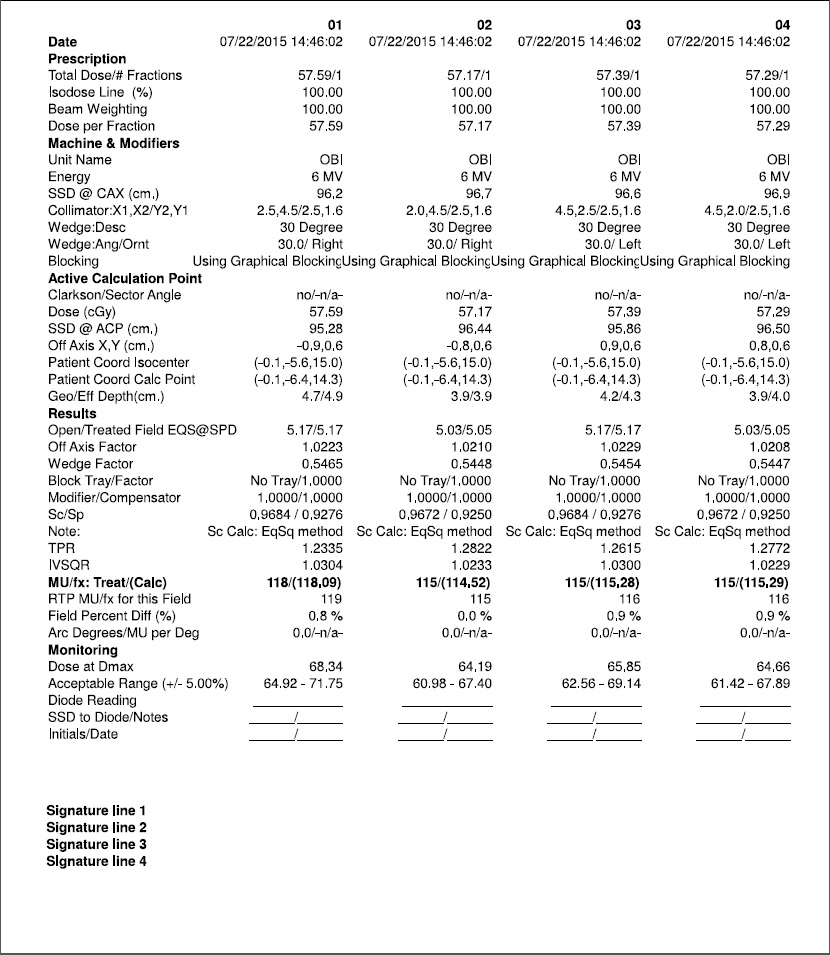 01 02 03 04
Date 07/22/2015 14:46:02 07/22/2015 14:46:02 07/22/2015 14:46:02 07/22/2015 14:46:02
Prescription
Total Dose/# Fractions 57.59/1 57.17/1 57.39/1 57.29/1
Isodose Line (%) 100.00 100.00 100.00 100.00
Beam Weighting 100.00 100.00 100.00 100.00
Dose per Fraction 57.59 57.17 57.39 57.29
Machine & Modifiers
Unit Name OBI OBI OBI OBI
Energy 6 MV 6 MV 6 MV 6 MV
SSD @ CAX (cm.) 96.2 96.7 96.6 96.9
Collimator:X1,X2/Y2,Y1 2.5,4.5/2.5,1.6 2.0,4.5/2.5,1.6 4.5,2.5/2.5,1.6 4.5,2.0/2.5,1.6
Wedge:Desc 30 Degree 30 Degree 30 Degree 30 Degree
Wedge:Ang/Ornt 30.0/ Right 30.0/ Right 30.0/ Left 30.0/ Left
Blocking Using Graphical Blocking Using Graphical Blocking Using Graphical Blocking Using Graphical Blocking
Active Calculation Point
Clarkson/Sector Angle no/-n/a- no/-n/a- no/-n/a- no/-n/a-
Dose (cGy) 57.59 57.17 57.39 57.29
SSD @ ACP (cm.) 95.28 96.44 95.86 96.50
Off Axis X,Y (cm.) -0.9,0.6 -0.8,0.6 0.9,0.6 0.8,0.6
Patient Coord Isocenter (-0.1,-5.6,15.0) (-0.1,-5.6,15.0) (-0.1,-5.6,15.0) (-0.1,-5.6,15.0)
Patient Coord Calc Point (-0.1,-6.4,14.3) (-0.1,-6.4,14.3) (-0.1,-6.4,14.3) (-0.1,-6.4,14.3)
Geo/Eff Depth(cm.) 4.7/4.9 3.9/3.9 4.2/4.3 3.9/4.0
Results
Open/Treated Field EQS@SPD 5.17/5.17 5.03/5.05 5.17/5.17 5.03/5.05
Off Axis Factor 1.0223 1.0210 1.0229 1.0208
Wedge Factor 0.5465 0.5448 0.5454 0.5447
Block Tray/Factor No Tray/1.0000 No Tray/1.0000 No Tray/1.0000 No Tray/1.0000
Modifier/Compensator 1.0000/1.0000 1.0000/1.0000 1.0000/1.0000 1.0000/1.0000
Sc/Sp 0.9684 / 0.9276 0.9672 / 0.9250 0.9684 / 0.9276 0.9672 / 0.9250
Note: Sc Calc: EqSq method Sc Calc: EqSq method Sc Calc: EqSq method Sc Calc: EqSq method
TPR 1.2335 1.2822 1.2615 1.2772
IVSQR 1.0304 1.0233 1.0300 1.0229
MU/fx: Treat/(Calc) 118/(118.09) 115/(114.52) 115/(115.28) 115/(115.29)
RTP MU/fx for this Field 119 115 116 116
Field Percent Diff (%) 0.8 % 0.0 % 0.9 % 0.9 %
Arc Degrees/MU per Deg 0.0/-n/a- 0.0/-n/a- 0.0/-n/a- 0.0/-n/a-
Monitoring
Dose at Dmax 68.34 64.19 65.85 64.66
Acceptable Range (+/- 5.00%) 64.92 - 71.75 60.98 - 67.40 62.56 - 69.14 61.42 - 67.89
Diode Reading
SSD to Diode/Notes / / / /
Initials/Date / / / /
Signature line 1
Signature line 2
Signature line 3
Signature line 4